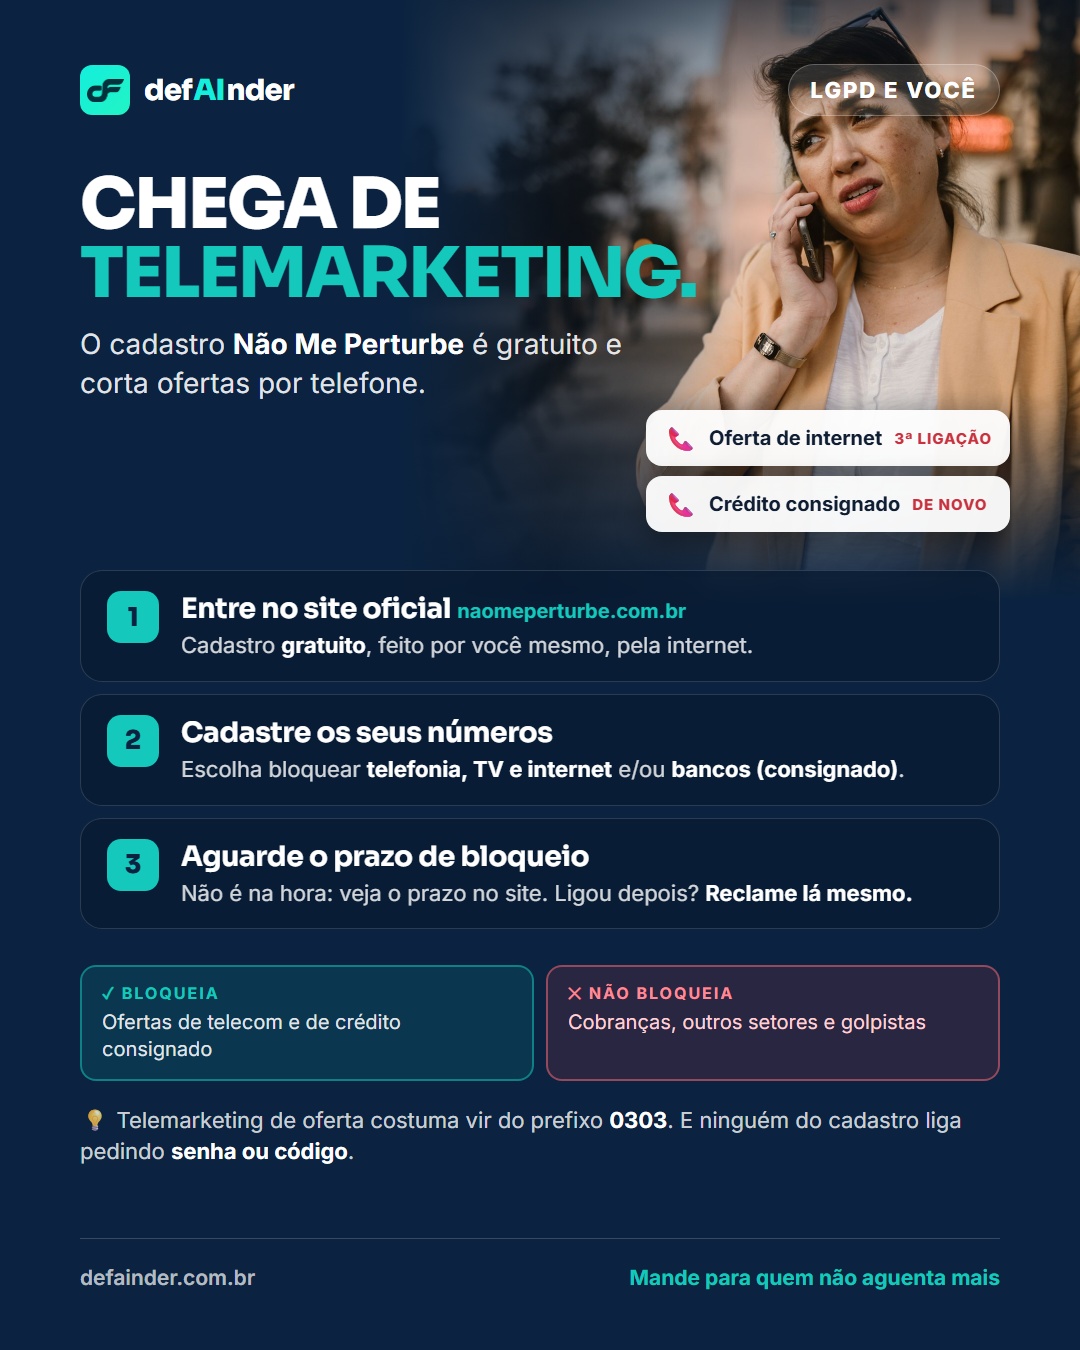 defAInder
LGPD E VOCÊ
CHEGA DE
TELEMARKETING.
O cadastro Não Me Perturbe é gratuito e
corta ofertas por telefone.
Oferta de internet 3ª LIGAÇÃO
Crédito consignado DE NOVO
1 Entre no site oficial naomeperturbe.com.br
Cadastro gratuito, feito por você mesmo, pela internet.
2 Cadastre os seus números
Escolha bloquear telefonia, TV e internet e/ou bancos (consignado).
3 Aguarde o prazo de bloqueio
Não é na hora: veja o prazo no site. Ligou depois? Reclame lá mesmo.
✓ BLOQUEIA
Ofertas de telecom e de crédito
consignado
✕ NÃO BLOQUEIA
Cobranças, outros setores e golpistas
💡 Telemarketing de oferta costuma vir do prefixo 0303. E ninguém do cadastro liga
pedindo senha ou código.
defainder.com.br
Mande para quem não aguenta mais